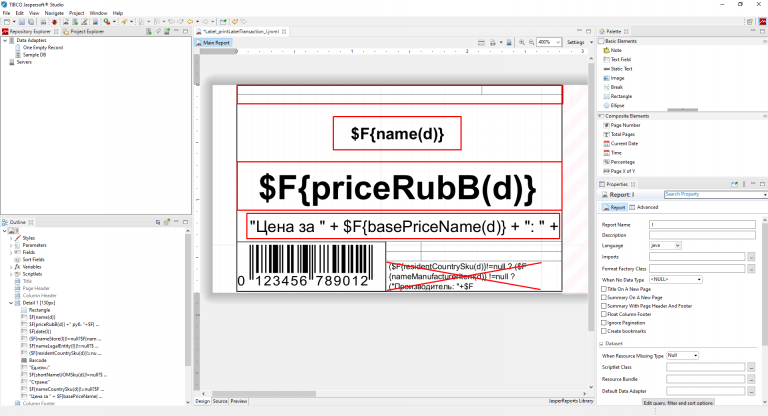 TIBCO Jaspersoft® Studio
File Edit View Navigate Project Window Help
Repository Explorer Project Explorer
Data Adapters
One Empty Record
Sample DB
Servers
*Label_printLabelTransaction_l.jrxml
Main Report
400%
Settings
0 1 2 3
$F{name(d)}
$F{priceRubB(d)}
"Цена за " + $F{basePriceName(d)} + ": " +
0 123456 789012
($F{residentCountrySku(d)}!=null ? ($F
{nameManufacturerItem(d)} !=null ?
("Производитель: "+$F
Design Source Preview
JasperReports Library
Outline
I
Styles
Parameters
Fields
Sort Fields
Variables
Scriptlets
Title
Page Header
Column Header
Detail 1 [130px]
Rectangle
$F{name(d)}
$F{priceRubB(d)} +" руб. "+$F{ ...
$F{date(I)}
($F{nameStore(I)}!=null?$F{nam ...
$F{nameLegalEntity(I)}!=null?$ ...
($F{residentCountrySku(d)}!= nu ...
Barcode
$F{shortNameUOMSku(d)}!=null? ...
"Страна:"
$F{nameCountrySku(d)}!=null?$F ...
"Цена за " + $F{basePriceName( ...
Column Footer
Palette
Basic Elements
Note
Text Field
Static Text
Image
Break
Rectangle
Ellipse
Composite Elements
Page Number
Total Pages
Current Date
Time
Percentage
Page X of Y
Properties
Report: l
Search Property
Report Advanced
Report Name l
Description
Language java
Imports ...
Format Factory Class ...
When No Data Type <NULL>
Title On A New Page
Summary On A New Page
Summary With Page Header And Footer
Float Column Footer
Ignore Pagination
Create bookmarks
Dataset
When Resource Missing Type Null
Scriptlet Class ...
Resource Bundle ...
Default Data Adapter ...
Edit query, filter and sort options